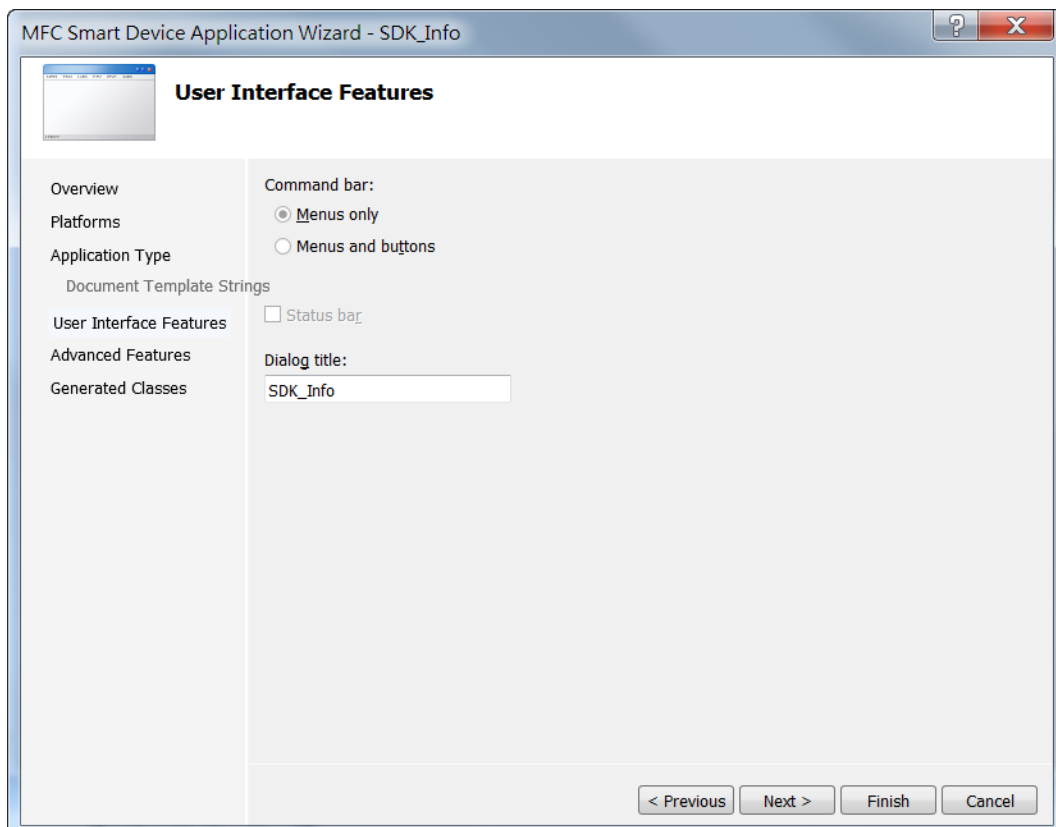 MFC Smart Device Application Wizard - SDK_Info
User Interface Features
Overview
Platforms
Application Type
Document Template Strings
User Interface Features
Advanced Features
Generated Classes
Command bar:
Menus only
Menus and buttons
Status bar
Dialog title:
SDK_Info
< Previous
Next >
Finish
Cancel